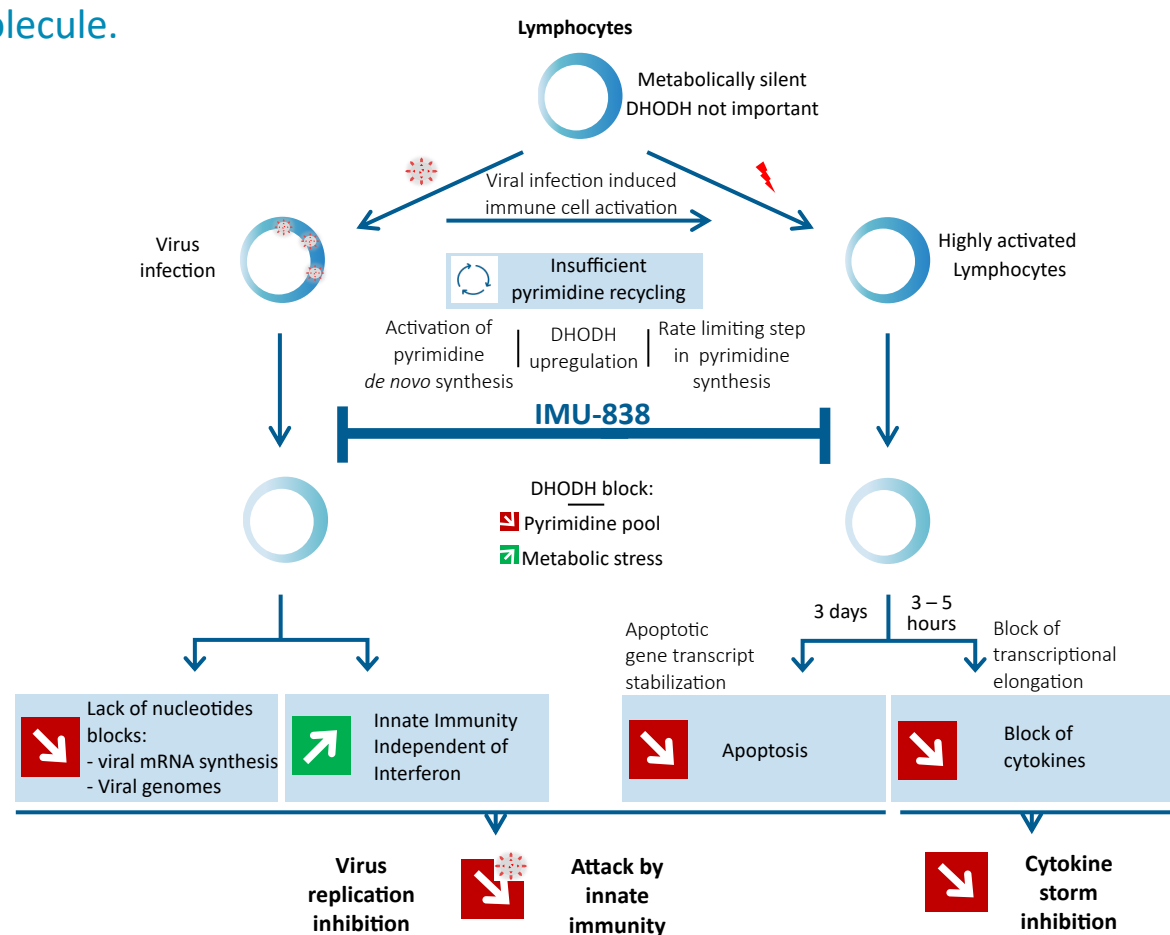 olecule.
Lymphocytes
Metabolically silent
DHODH not important
Viral infection induced
immune cell activation
Virus
infection
Highly activated
Lymphocytes
Insufficient
pyrimidine recycling
Activation of
pyrimidine
de novo synthesis
DHODH
upregulation
Rate limiting step
in pyrimidine
synthesis
IMU-838
DHODH block:
Pyrimidine pool
Metabolic stress
3 days
3 – 5
hours
Apoptotic
gene transcript
stabilization
Block of
transcriptional
elongation
Lack of nucleotides
blocks:
- viral mRNA synthesis
- Viral genomes
Innate Immunity
Independent of
Interferon
Apoptosis
Block of
cytokines
Virus
replication
inhibition
Attack by
innate
immunity
Cytokine
storm
inhibition